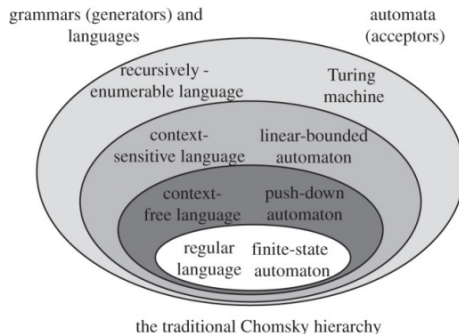 grammars (generators) and
languages
automata
(acceptors)
recursively -
enumerable language
Turing
machine
context-
sensitive language
linear-bounded
automaton
context-
free language
push-down
automaton
regular
language
finite-state
automaton
the traditional Chomsky hierarchy